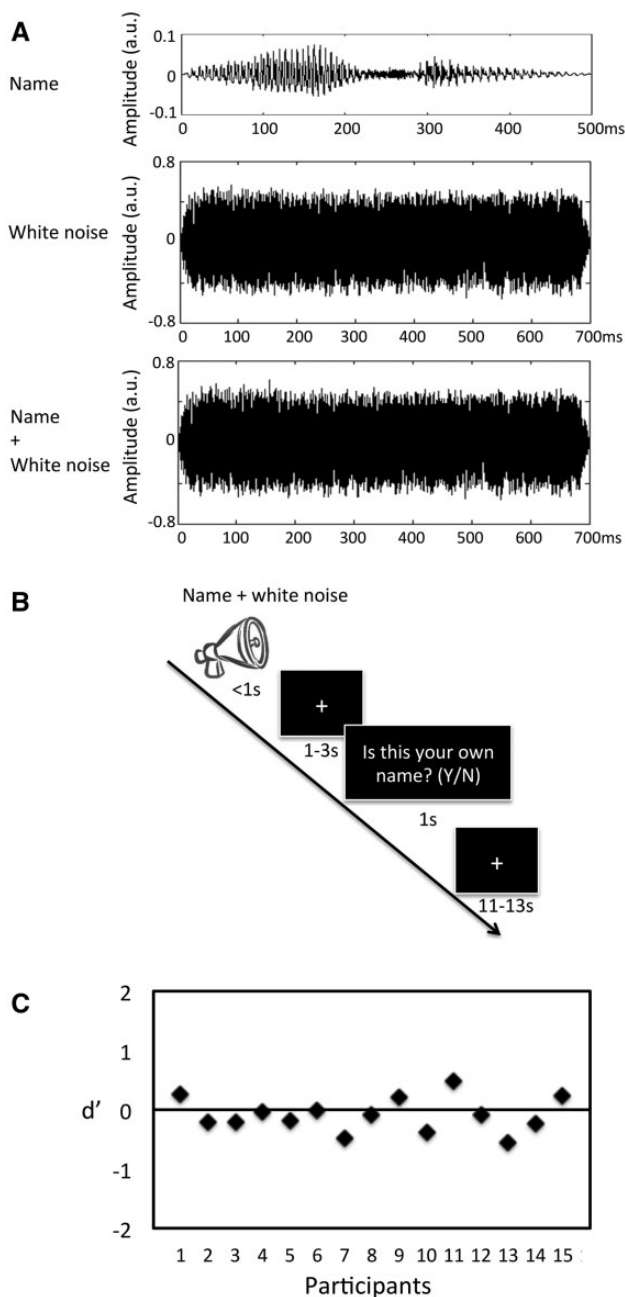 A
Name
Amplitude (a.u.)
0.1
0
-0.1
0 100 200 300 400 500ms
White noise
Amplitude (a.u.)
0.8
0
-0.8
0 100 200 300 400 500 600 700ms
Name
+
White noise
Amplitude (a.u.)
0.8
0
-0.8
0 100 200 300 400 500 600 700ms
B
Name + white noise
<1s
+
1-3s
Is this your own
name? (Y/N)
1s
+
11-13s
C
d'
2
1
0
-1
-2
1 2 3 4 5 6 7 8 9 10 11 12 13 14 15
Participants